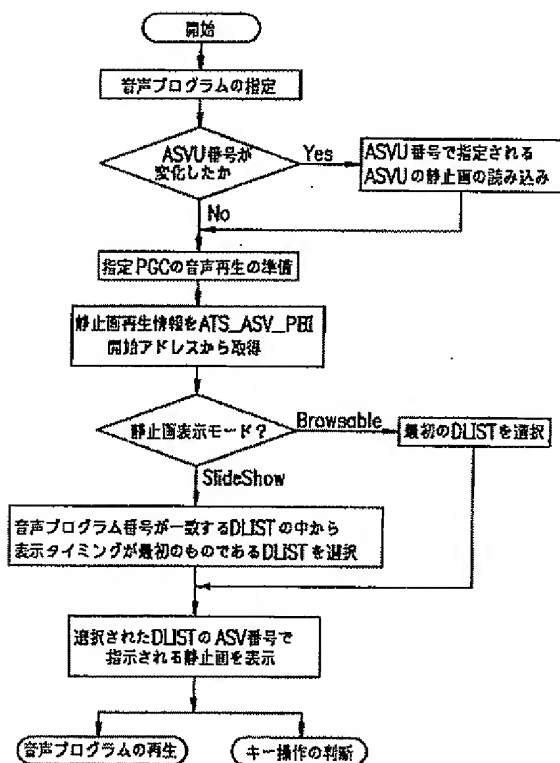 開始
音声プログラムの指定
ASVU番号が
変化したか
Yes
ASVU番号で指定される
ASVUの静止画の読み込み
No
指定PGCの音声再生の準備
静止画再生情報をATS_ASV_PBI
開始アドレスから取得
静止画表示モード?
Browsable
最初のDLISTを選択
SlideShow
音声プログラム番号が一致するDLISTの中から
表示タイミングが最初のものであるDLISTを選択
選択されたDLISTのASV番号で
指示される静止画を表示
音声プログラムの再生
キー操作の判断